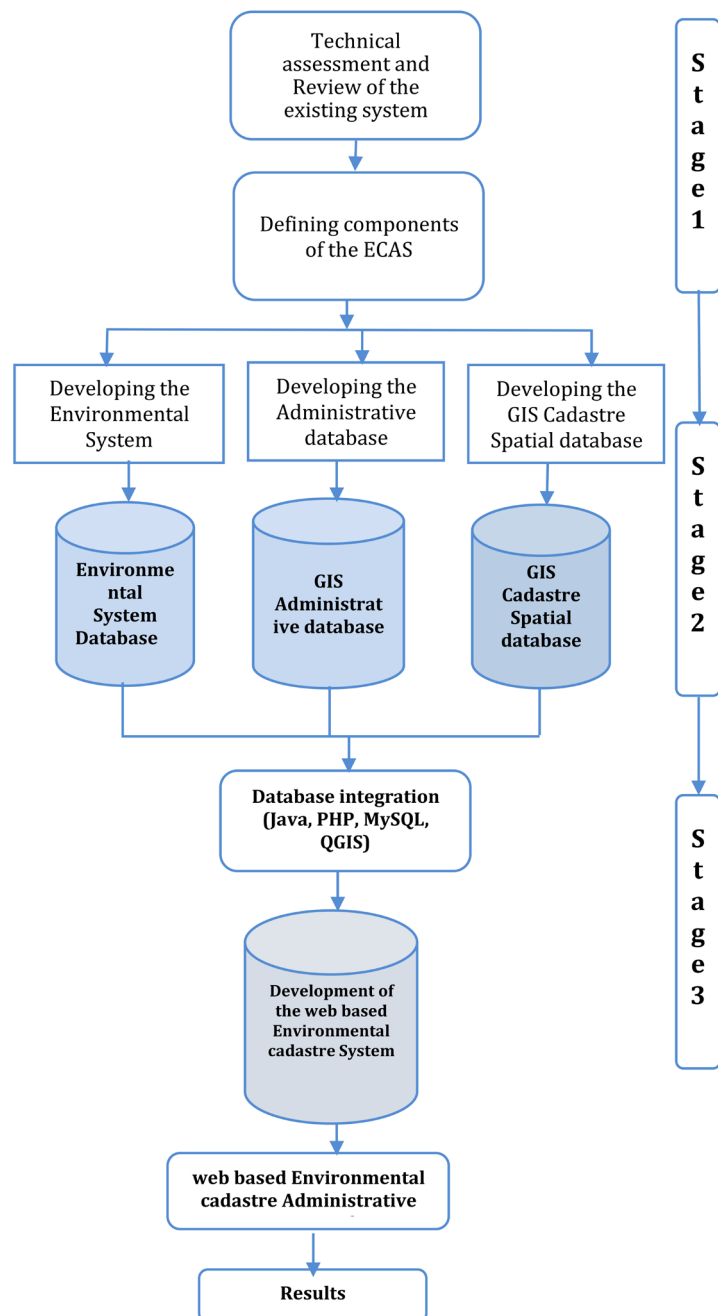 Technical
assessment and
Review of the
existing system
Defining components
of the ECAS
Developing the
Environmental
System
Developing the
Administrative
database
Developing the
GIS Cadastre
Spatial database
Environme
ntal
System
Database
GIS
Administrat
ive database
GIS
Cadastre
Spatial
database
Database integration
(Java, PHP, MySQL,
QGIS)
Development of
the web based
Environmental
cadastre System
web based Environmental
cadastre Administrative
Results
S
t
a
g
e
1
S
t
a
g
e
2
S
t
a
g
e
3